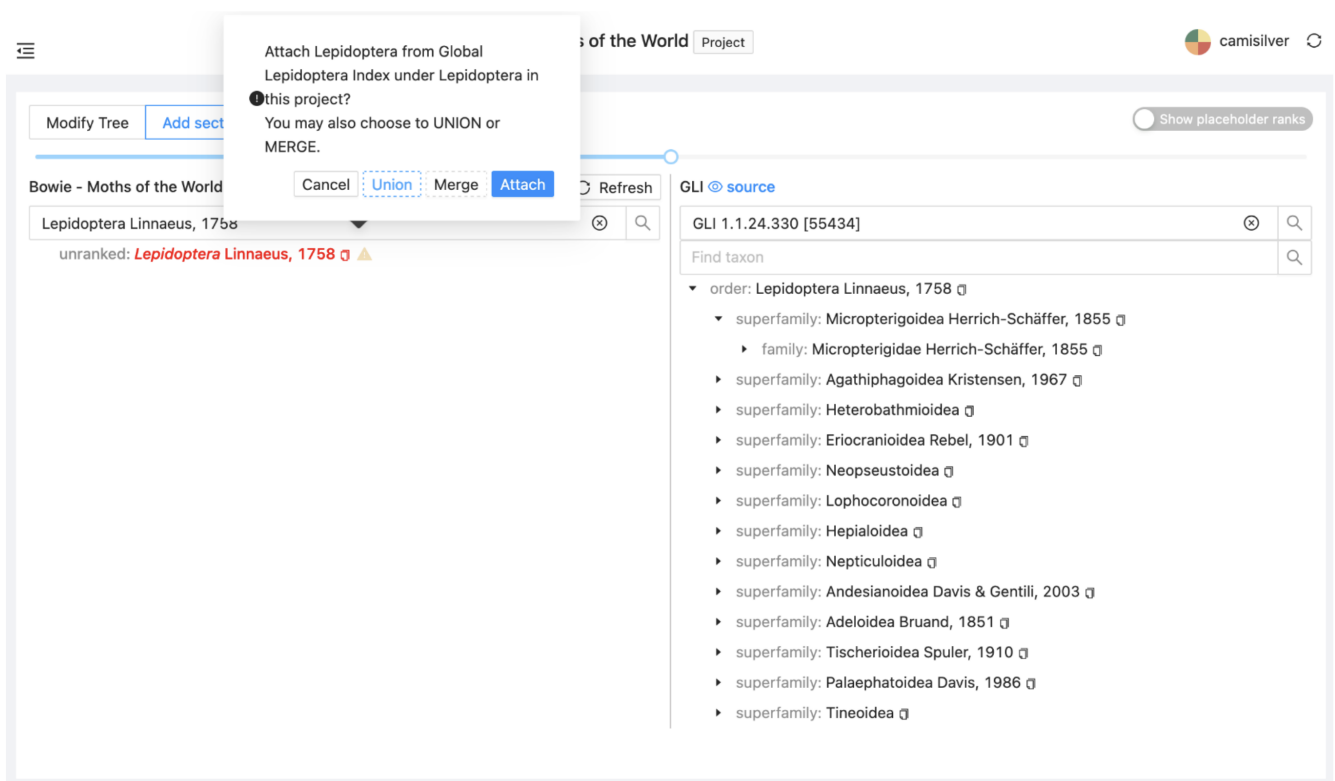 Attach Lepidoptera from Global
Lepidoptera Index under Lepidoptera in
this project?
You may also choose to UNION or
MERGE.
Cancel Union Merge Attach
s of the World Project
camisilver
Modify Tree Add sect
Show placeholder ranks
Bowie - Moths of the World
Refresh
Lepidoptera Linnaeus, 1758
unranked: Lepidoptera Linnaeus, 1758
GLI source
GLI 1.1.24.330 [55434]
Find taxon
order: Lepidoptera Linnaeus, 1758
superfamily: Micropterigoidea Herrich-Schäffer, 1855
family: Micropterigidae Herrich-Schäffer, 1855
superfamily: Agathiphagoidea Kristensen, 1967
superfamily: Heterobathmioidea
superfamily: Eriocranioidea Rebel, 1901
superfamily: Neopseustoidea
superfamily: Lophocoronoidea
superfamily: Hepialoidea
superfamily: Nepticuloidea
superfamily: Andesianoidea Davis & Gentili, 2003
superfamily: Adeloidea Bruand, 1851
superfamily: Tischerioidea Spuler, 1910
superfamily: Palaephatoidea Davis, 1986
superfamily: Tineoidea